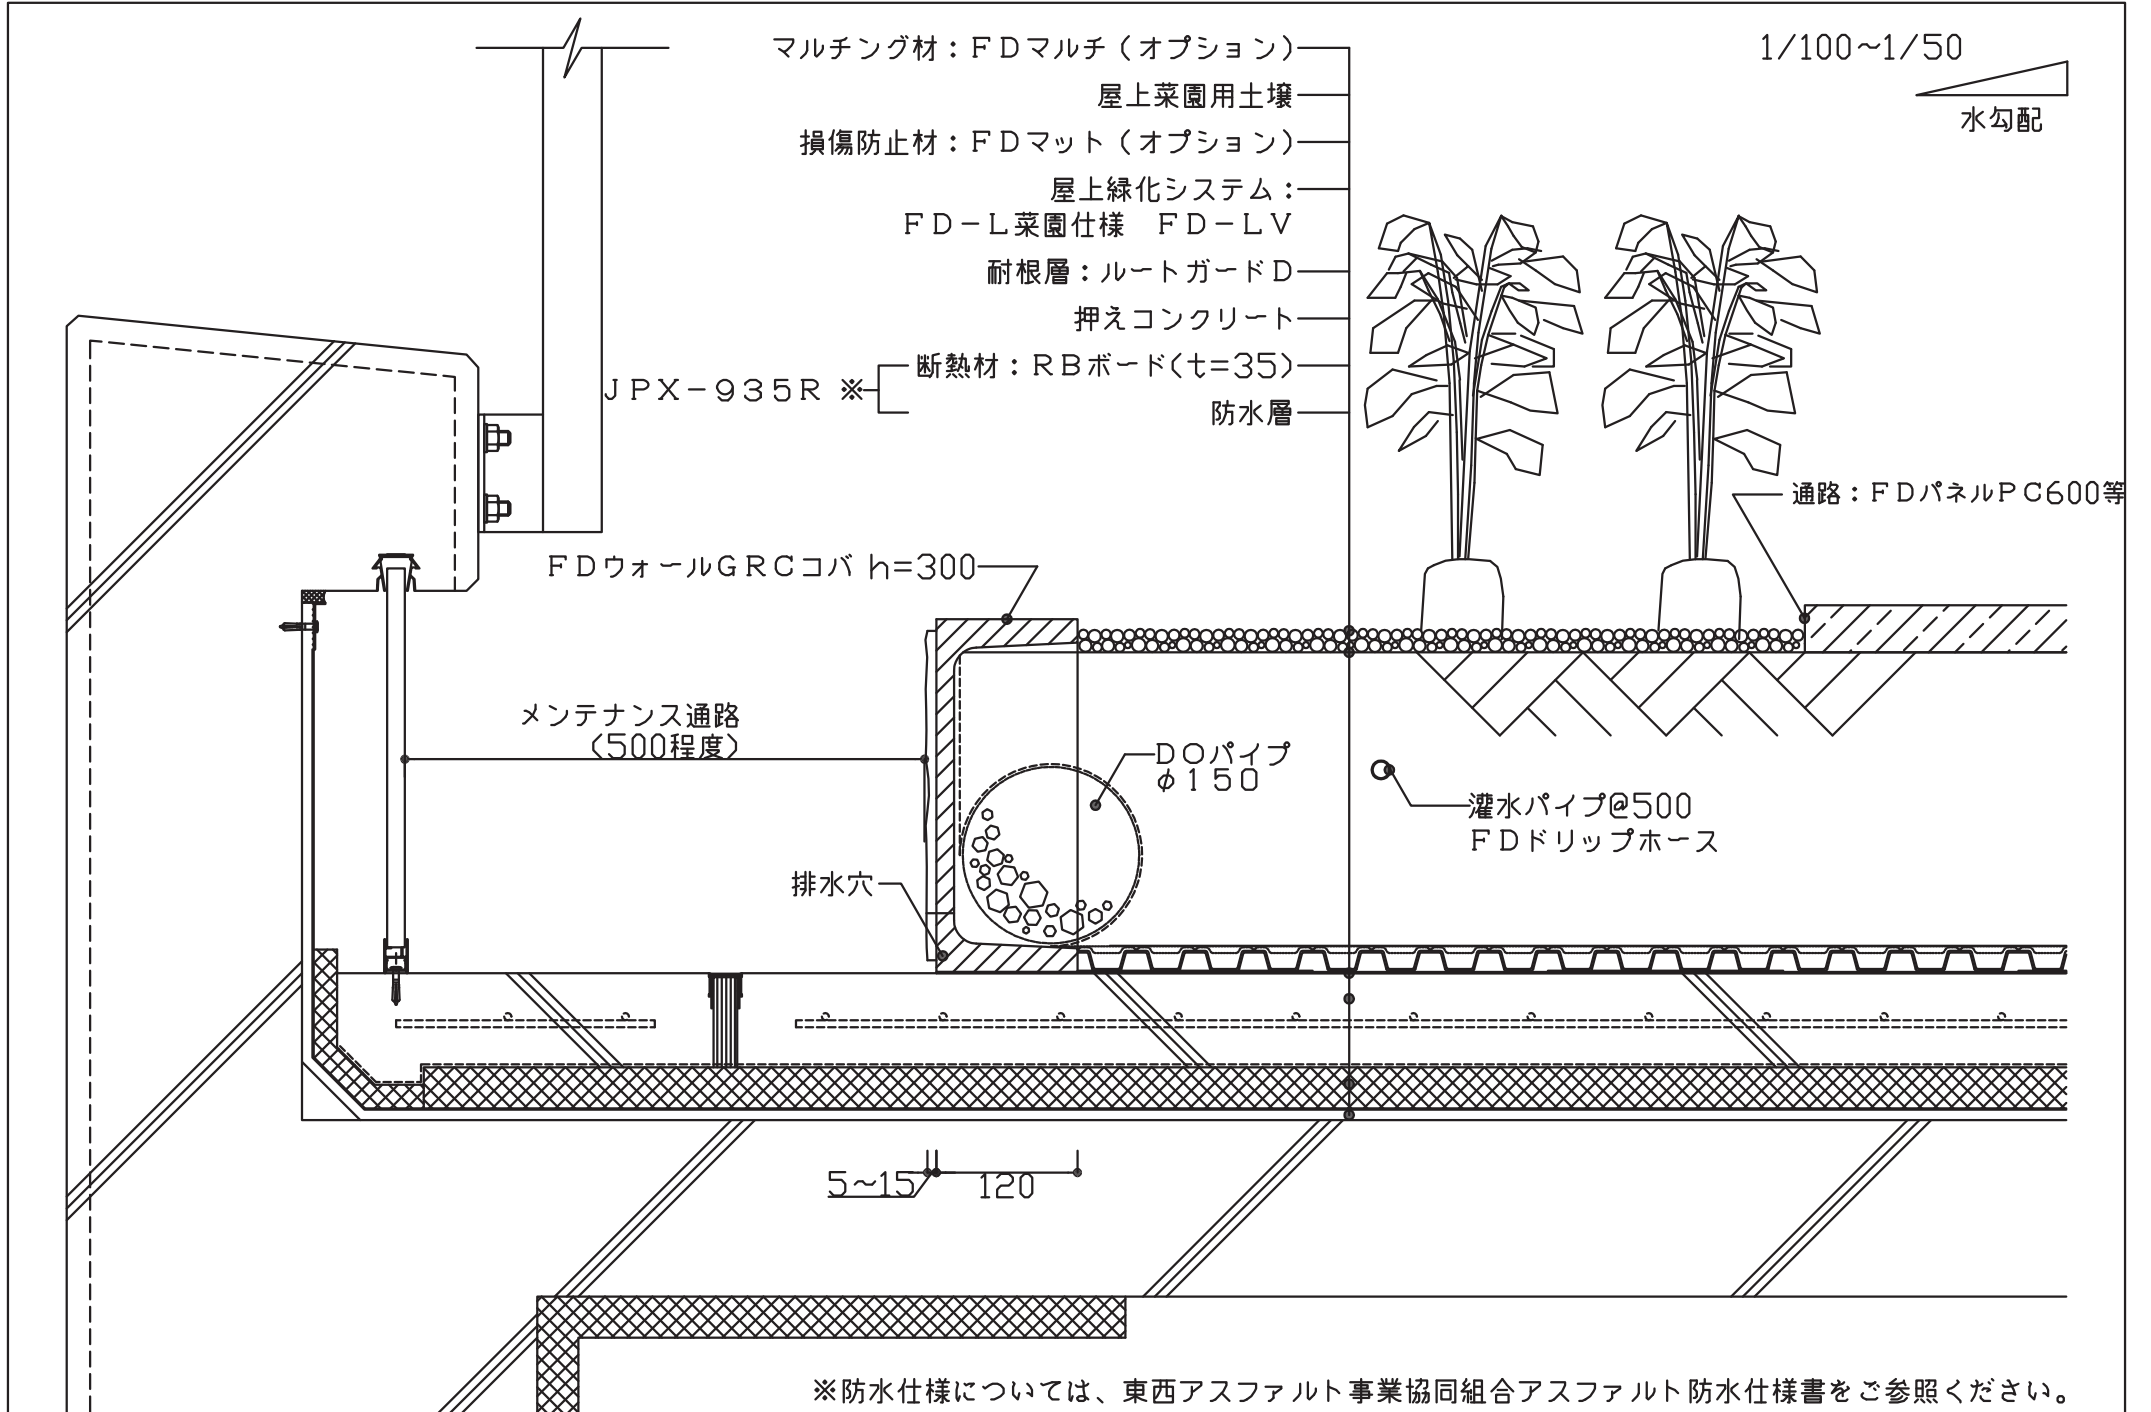 マルチング材：ＦＤマルチ（オプション）
屋上菜園用土壌
損傷防止材：ＦＤマット（オプション）
屋上緑化システム：
ＦＤ－Ｌ菜園仕様　ＦＤ－ＬＶ
耐根層：ルートガードＤ
押えコンクリート
断熱材：ＲＢボード(t=35)
ＪＰＸ－９３５Ｒ ※
防水層
1/100~1/50
水勾配
通路：ＦＤパネルＰＣ600等
ＦＤウォールＧＲＣコバ h=300
メンテナンス通路
(500程度)
ＤＯパイプ
φ１５０
灌水パイプ@500
ＦＤドリップホース
排水穴
5~15
120
※防水仕様については、東西アスファルト事業協同組合アスファルト防水仕様書をご参照ください。